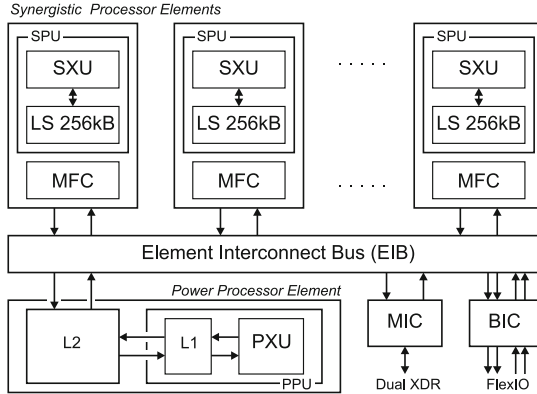 Synergistic Processor Elements
SPU
SPU
SPU
SXU
SXU
. . . . .
SXU
LS 256kB
LS 256kB
LS 256kB
MFC
MFC
. . . . .
MFC
Element Interconnect Bus (EIB)
Power Processor Element
L2
L1
PXU
PPU
MIC
BIC
Dual XDR
FlexIO